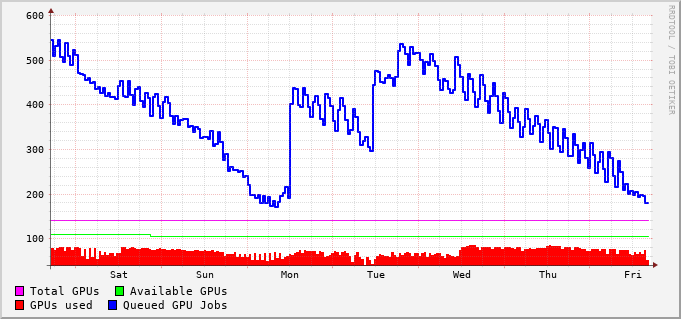 600
500
400
300
200
100
Sat Sun Mon Tue Wed Thu Fri
Total GPUs Available GPUs
GPUs used Queued GPU Jobs
RRDTOOL / TOBI OETIKER